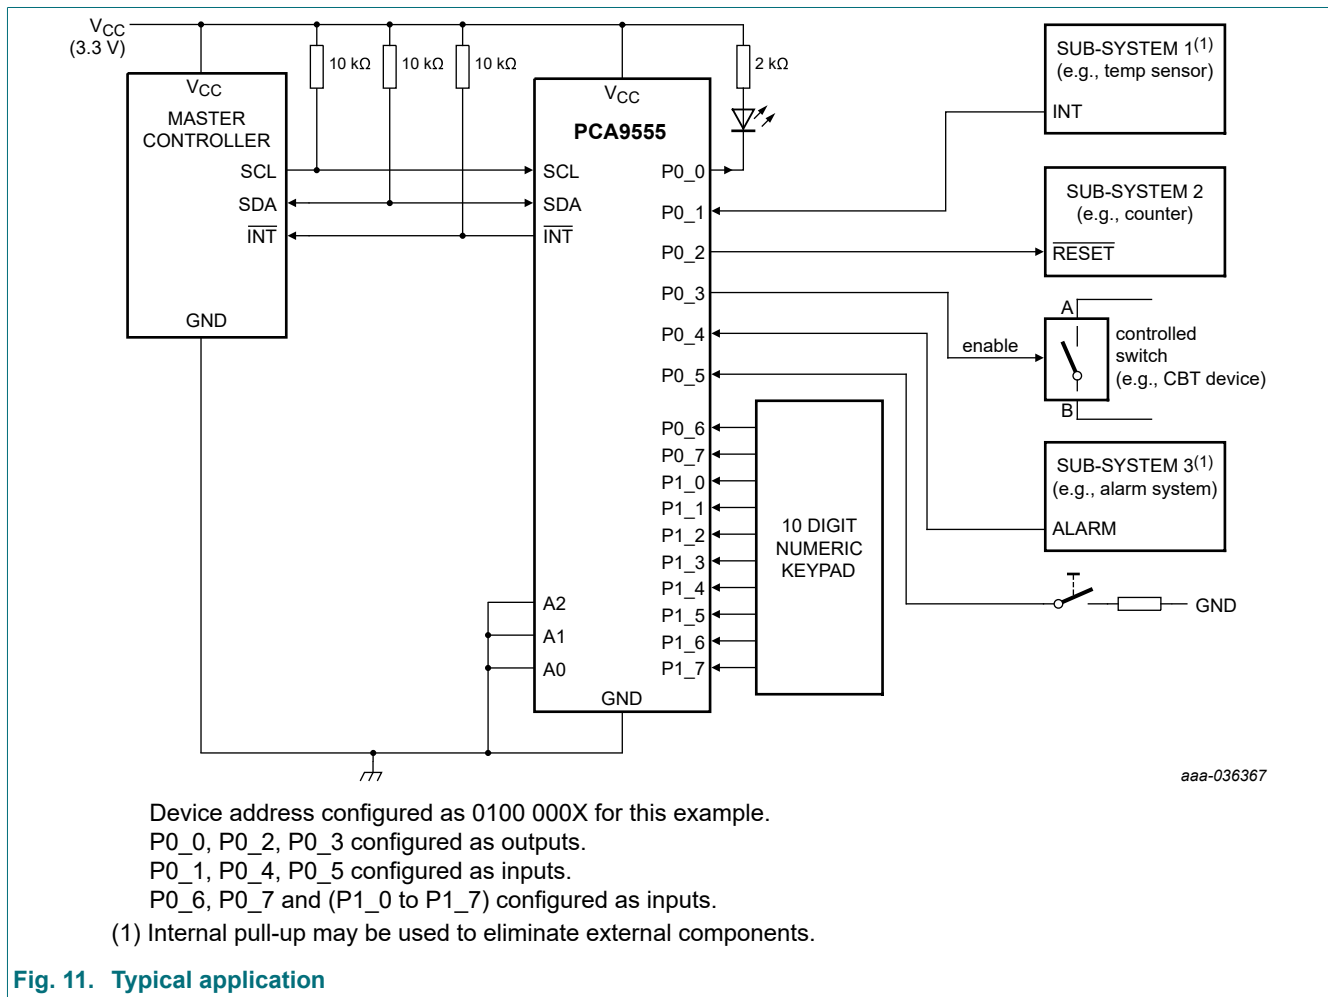 VCC
(3.3 V)
10 kΩ
10 kΩ
10 kΩ
2 kΩ
VCC
MASTER
CONTROLLER
SCL
SDA
INT
GND
VCC
PCA9555
SCL
SDA
INT
A2
A1
A0
GND
P0_0
P0_1
P0_2
P0_3
P0_4
P0_5
P0_6
P0_7
P1_0
P1_1
P1_2
P1_3
P1_4
P1_5
P1_6
P1_7
10 DIGIT
NUMERIC
KEYPAD
SUB-SYSTEM 1(1)
(e.g., temp sensor)
INT
SUB-SYSTEM 2
(e.g., counter)
RESET
enable
A
B
controlled
switch
(e.g., CBT device)
SUB-SYSTEM 3(1)
(e.g., alarm system)
ALARM
GND
aaa-036367
Device address configured as 0100 000X for this example.
P0_0, P0_2, P0_3 configured as outputs.
P0_1, P0_4, P0_5 configured as inputs.
P0_6, P0_7 and (P1_0 to P1_7) configured as inputs.
(1) Internal pull-up may be used to eliminate external components.
Fig. 11. Typical application